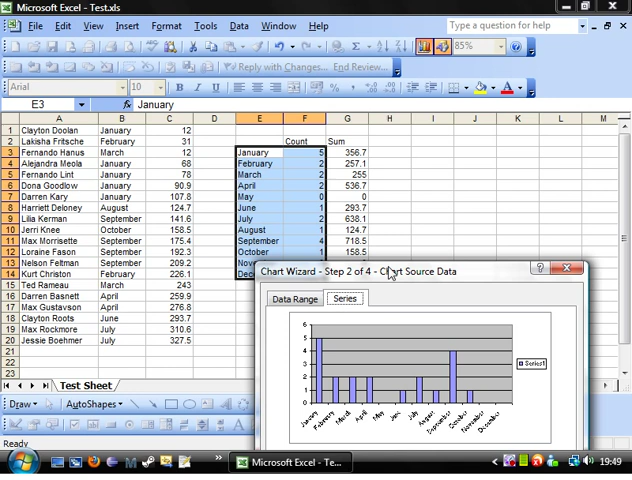 Microsoft Excel - Test.xls
File Edit View Insert Format Tools Data Window Help
Type a question for help
85%
Reply with Changes... End Review...
Arial 10 B I U
E3 fx January
A B C D E F G H I J K L M
1 Clayton Doolan January 12
2 Lakisha Fritsche February 31 Count Sum
3 Fernando Hanus March 12 January 5 356.7
4 Alejandra Meola January 68 February 2 257.1
5 Fernando Lint January 78 March 2 255
6 Dona Goodlow January 90.9 April 2 536.7
7 Darren Kary January 107.8 May 0 0
8 Harriett Deloney August 124.7 June 1 293.7
9 Lilia Kerman September 141.6 July 2 638.1
10 Jerri Knee October 158.5 August 1 124.7
11 Max Morrisette September 175.4 September 4 718.5
12 Loraine Fason September 192.3 October 1 158.5
13 Nelson Feltman September 209.2
14 Kurt Christon February 226.1
15 Ted Rameau March 243
16 Darren Basnett April 259.9
17 Max Gustavson April 276.8
18 Clayton Roots June 293.7
19 Max Rockmore July 310.6
20 Jessie Boehmer July 327.5
21
22
23
Chart Wizard - Step 2 of 4 - Chart Source Data
Data Range Series
6
5
4
3
2
1
0
January February March April May June July August September October November December
Series1
Test Sheet
Draw AutoShapes
Ready
Microsoft Excel - Te...
19:49